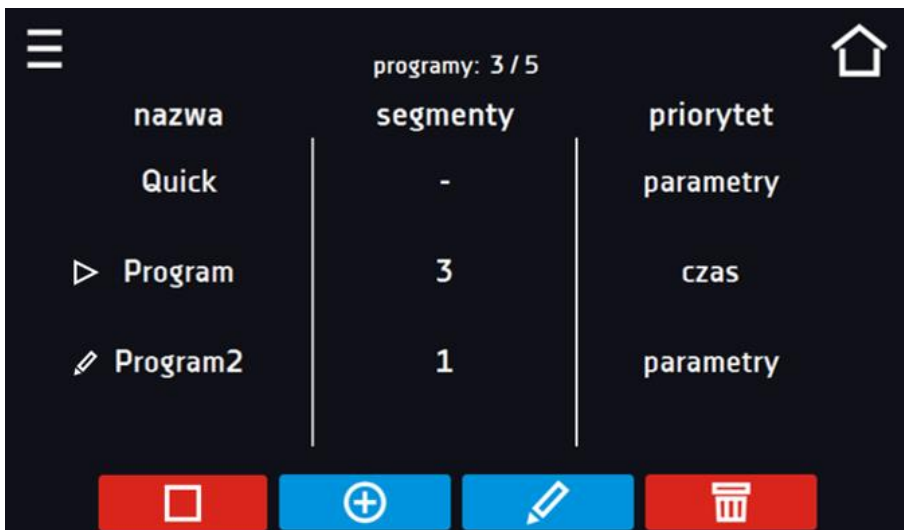 programy: 3 / 5
nazwa segmenty priorytet
Quick - parametry
Program 3 czas
Program2 1 parametry